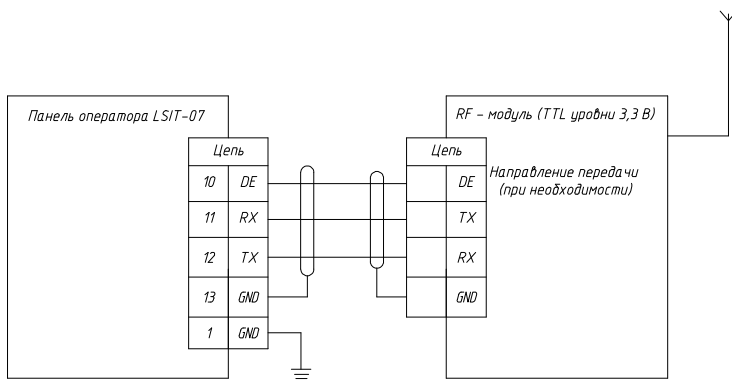 Панель оператора LSIT-07
RF - модуль (TTL уровни 3,3 В)
Цепь
10 DE
11 RX
12 TX
13 GND
1 GND
Цепь
DE
TX
RX
GND
Направление передачи
(при необходимости)